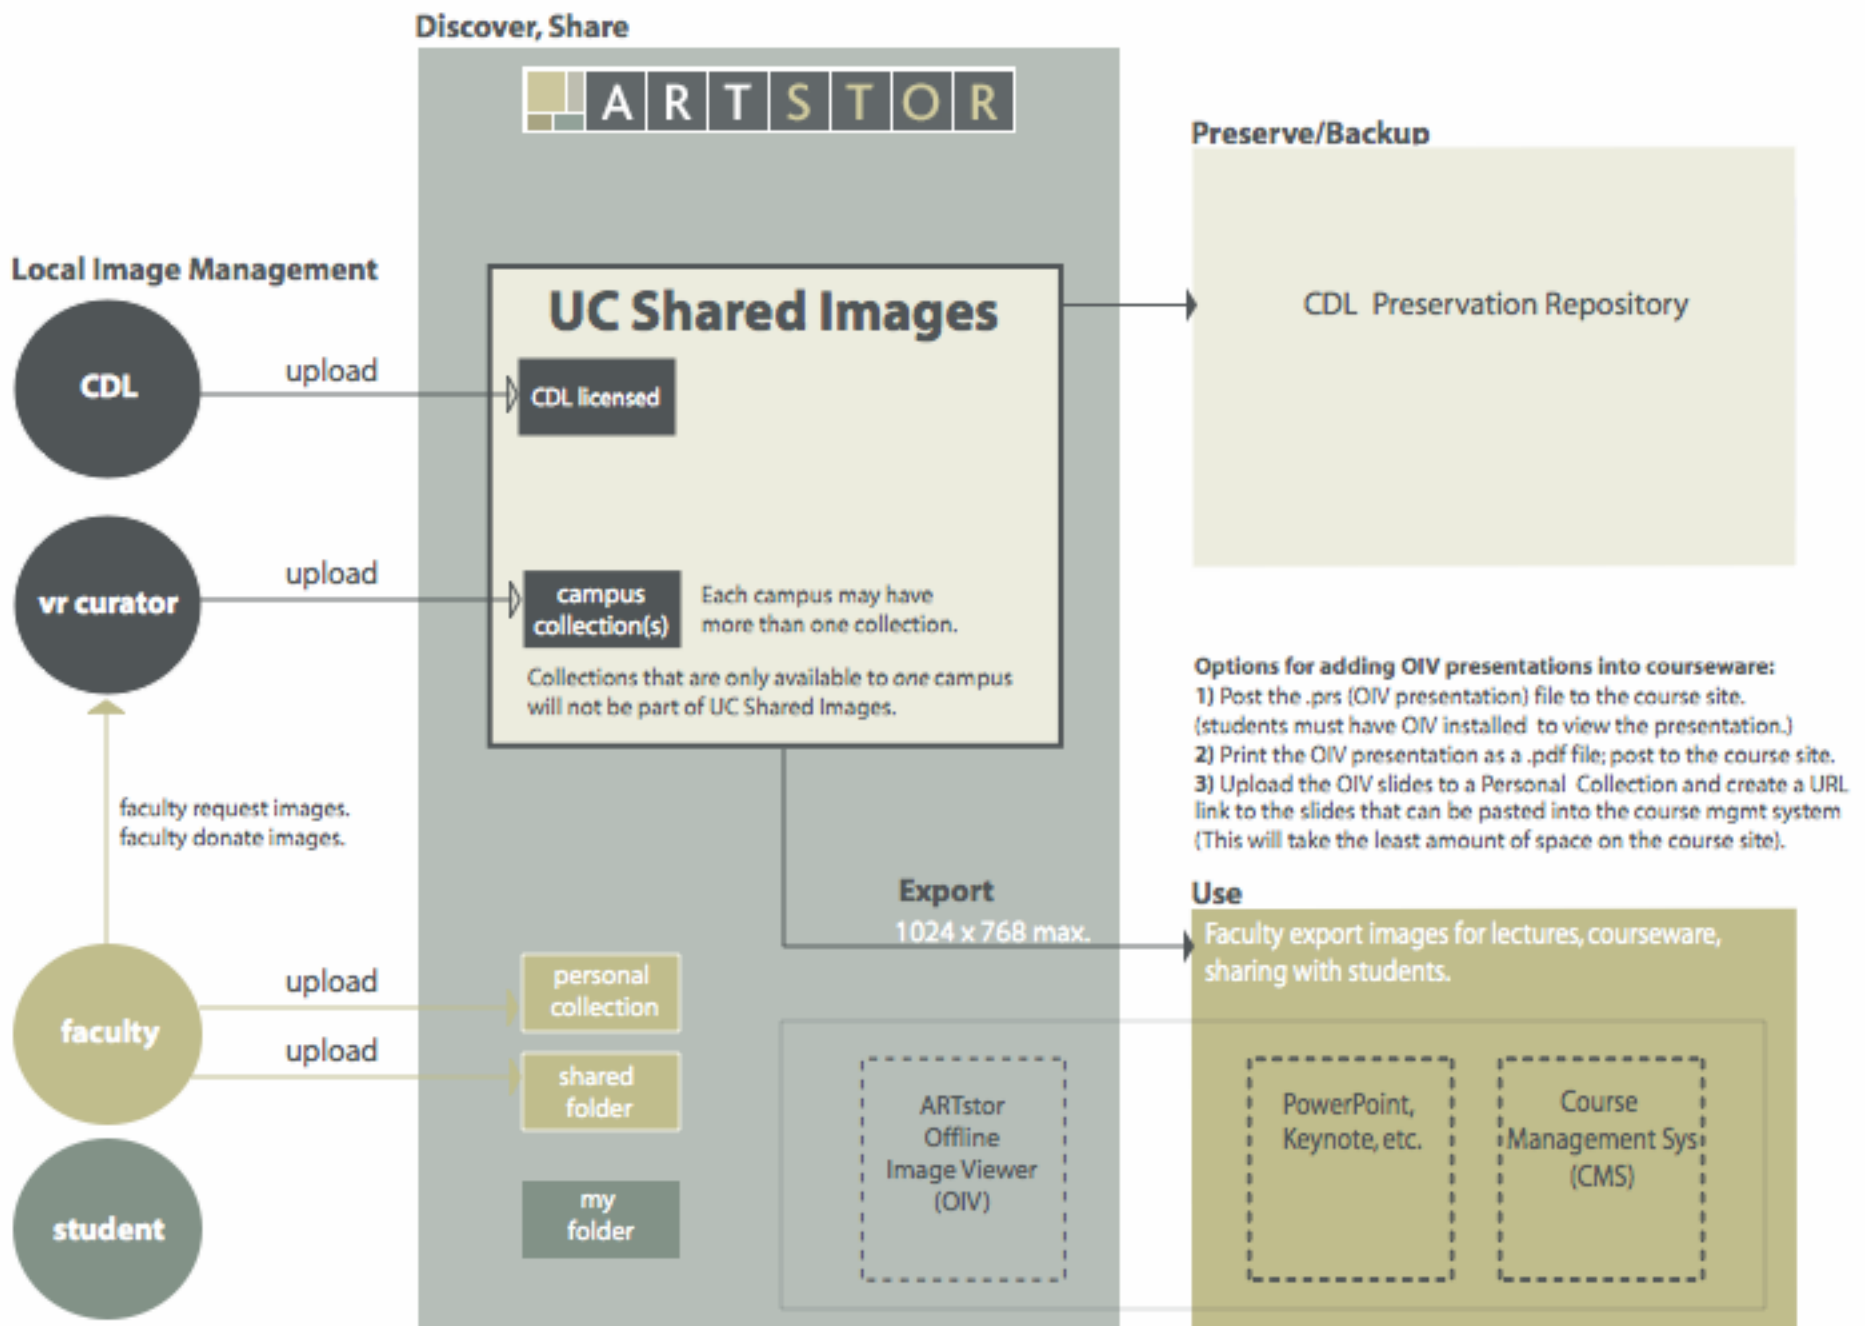 Discover, Share
ARTSTOR
Preserve/Backup
CDL Preservation Repository
Local Image Management
CDL
upload
UC Shared Images
CDL licensed
vr curator
upload
campus
collection(s)
Each campus may have
more than one collection.
Collections that are only available to one campus
will not be part of UC Shared Images.
Options for adding OIV presentations into courseware:
1) Post the .prs (OIV presentation) file to the course site.
(students must have OIV installed to view the presentation.)
2) Print the OIV presentation as a .pdf file; post to the course site.
3) Upload the OIV slides to a Personal Collection and create a URL
link to the slides that can be pasted into the course mgmt system
(This will take the least amount of space on the course site).
faculty request images.
faculty donate images.
Export
1024 x 768 max.
Use
Faculty export images for lectures, courseware,
sharing with students.
faculty
upload
personal
collection
upload
shared
folder
student
my
folder
ARTstor
Offline
Image Viewer
(OIV)
PowerPoint,
Keynote, etc.
Course
Management Sys
(CMS)